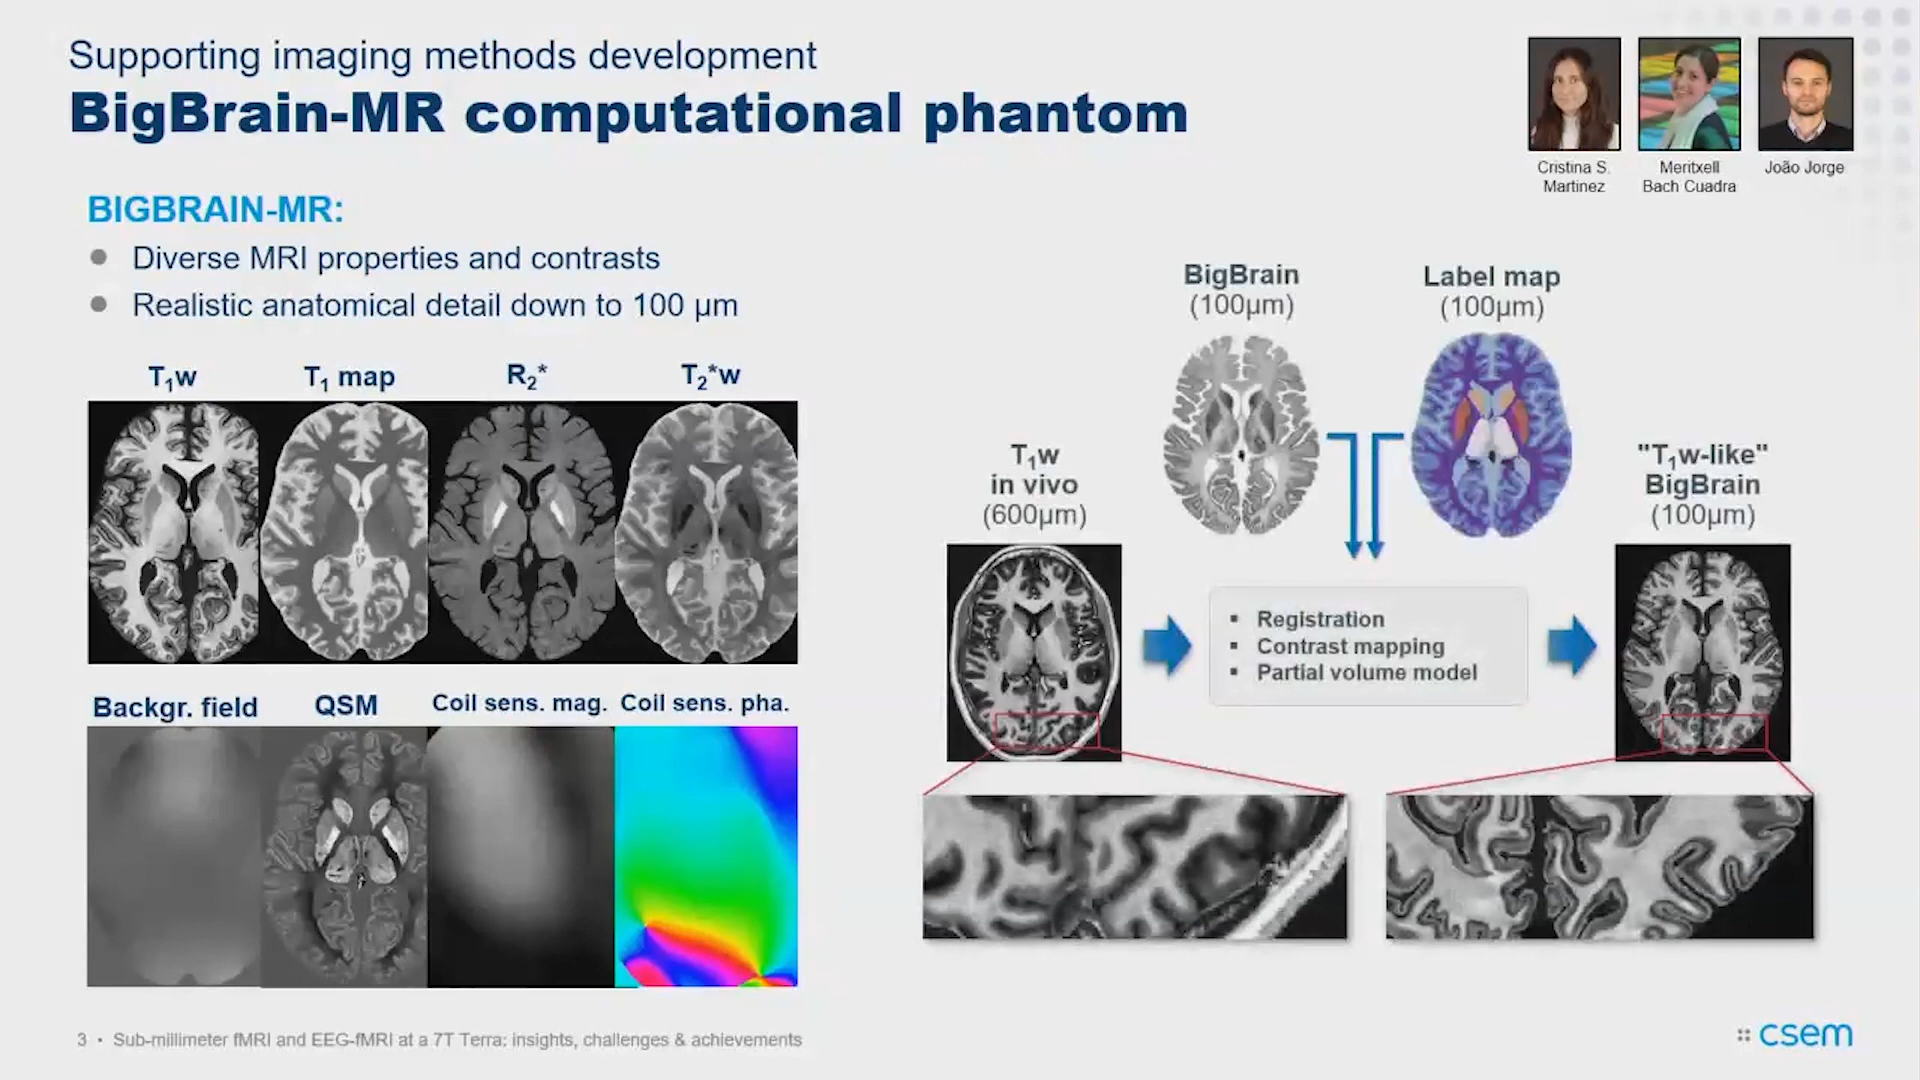 Supporting imaging methods development
BigBrain-MR computational phantom
Cristina S.
Martinez
Meritxell
Bach Cuadra
João Jorge
BIGBRAIN-MR:
● Diverse MRI properties and contrasts
● Realistic anatomical detail down to 100 µm
T1w
T1 map
R2*
T2*w
Backgr. field
QSM
Coil sens. mag.
Coil sens. pha.
BigBrain
(100µm)
Label map
(100µm)
T1w
in vivo
(600µm)
▪ Registration
▪ Contrast mapping
▪ Partial volume model
"T1w-like"
BigBrain
(100µm)
3 • Sub-millimeter fMRI and EEG-fMRI at a 7T Terra: insights, challenges & achievements
csem